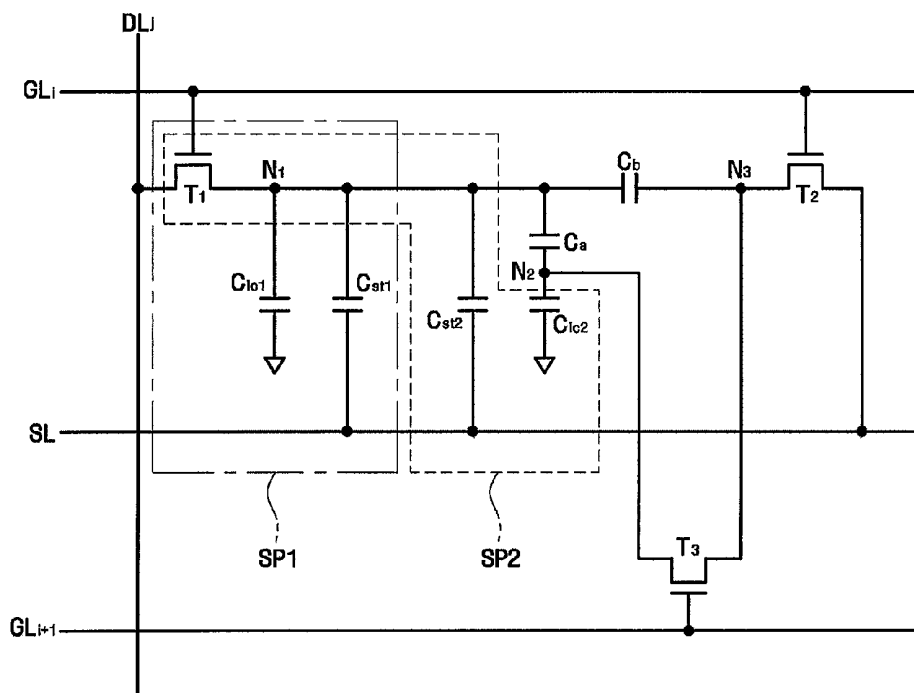 DLj
GLi
N1
Cb
N3
T1
T2
Ca
N2
Clc1
Cst1
Cst2
Clc2
SL
SP1
SP2
T3
GLi+1